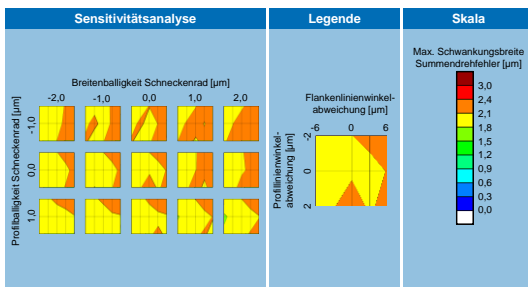 Sensitivitätsanalyse
Legende
Skala
Breitenballigkeit Schneckenrad [µm]
-2,0 -1,0 0,0 1,0 2,0
Profilballigkeit Schneckenrad [µm]
-1,0
0,0
1,0
Flankenlinienwinkel-
abweichung [µm]
-6 0 6
Profillinienwinkel-
abweichung [µm]
-2
0
2
Max. Schwankungsbreite
Summendrehfehler [µm]
3,0
2,4
2,1
1,8
1,5
1,2
0,9
0,6
0,3
0,0